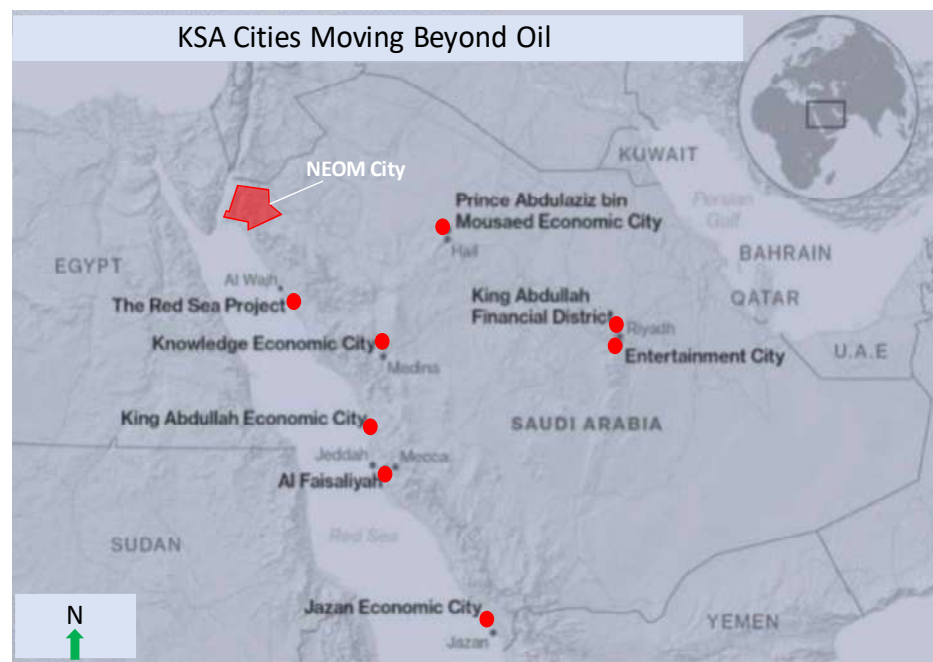 KSA Cities Moving Beyond Oil
NEOM City
KUWAIT
Prince Abdulaziz bin
Mousaed Economic City
Persian
Gulf
Hail
BAHRAIN
EGYPT
Al Wajh
The Red Sea Project
King Abdullah
Financial District
QATAR
Riyadh
Knowledge Economic City
Medina
Entertainment City
U.A.E
King Abdullah Economic City
SAUDI ARABIA
Jeddah
Mecca
Al Faisaliyah
Red Sea
SUDAN
Jazan Economic City
Jazan
YEMEN
N